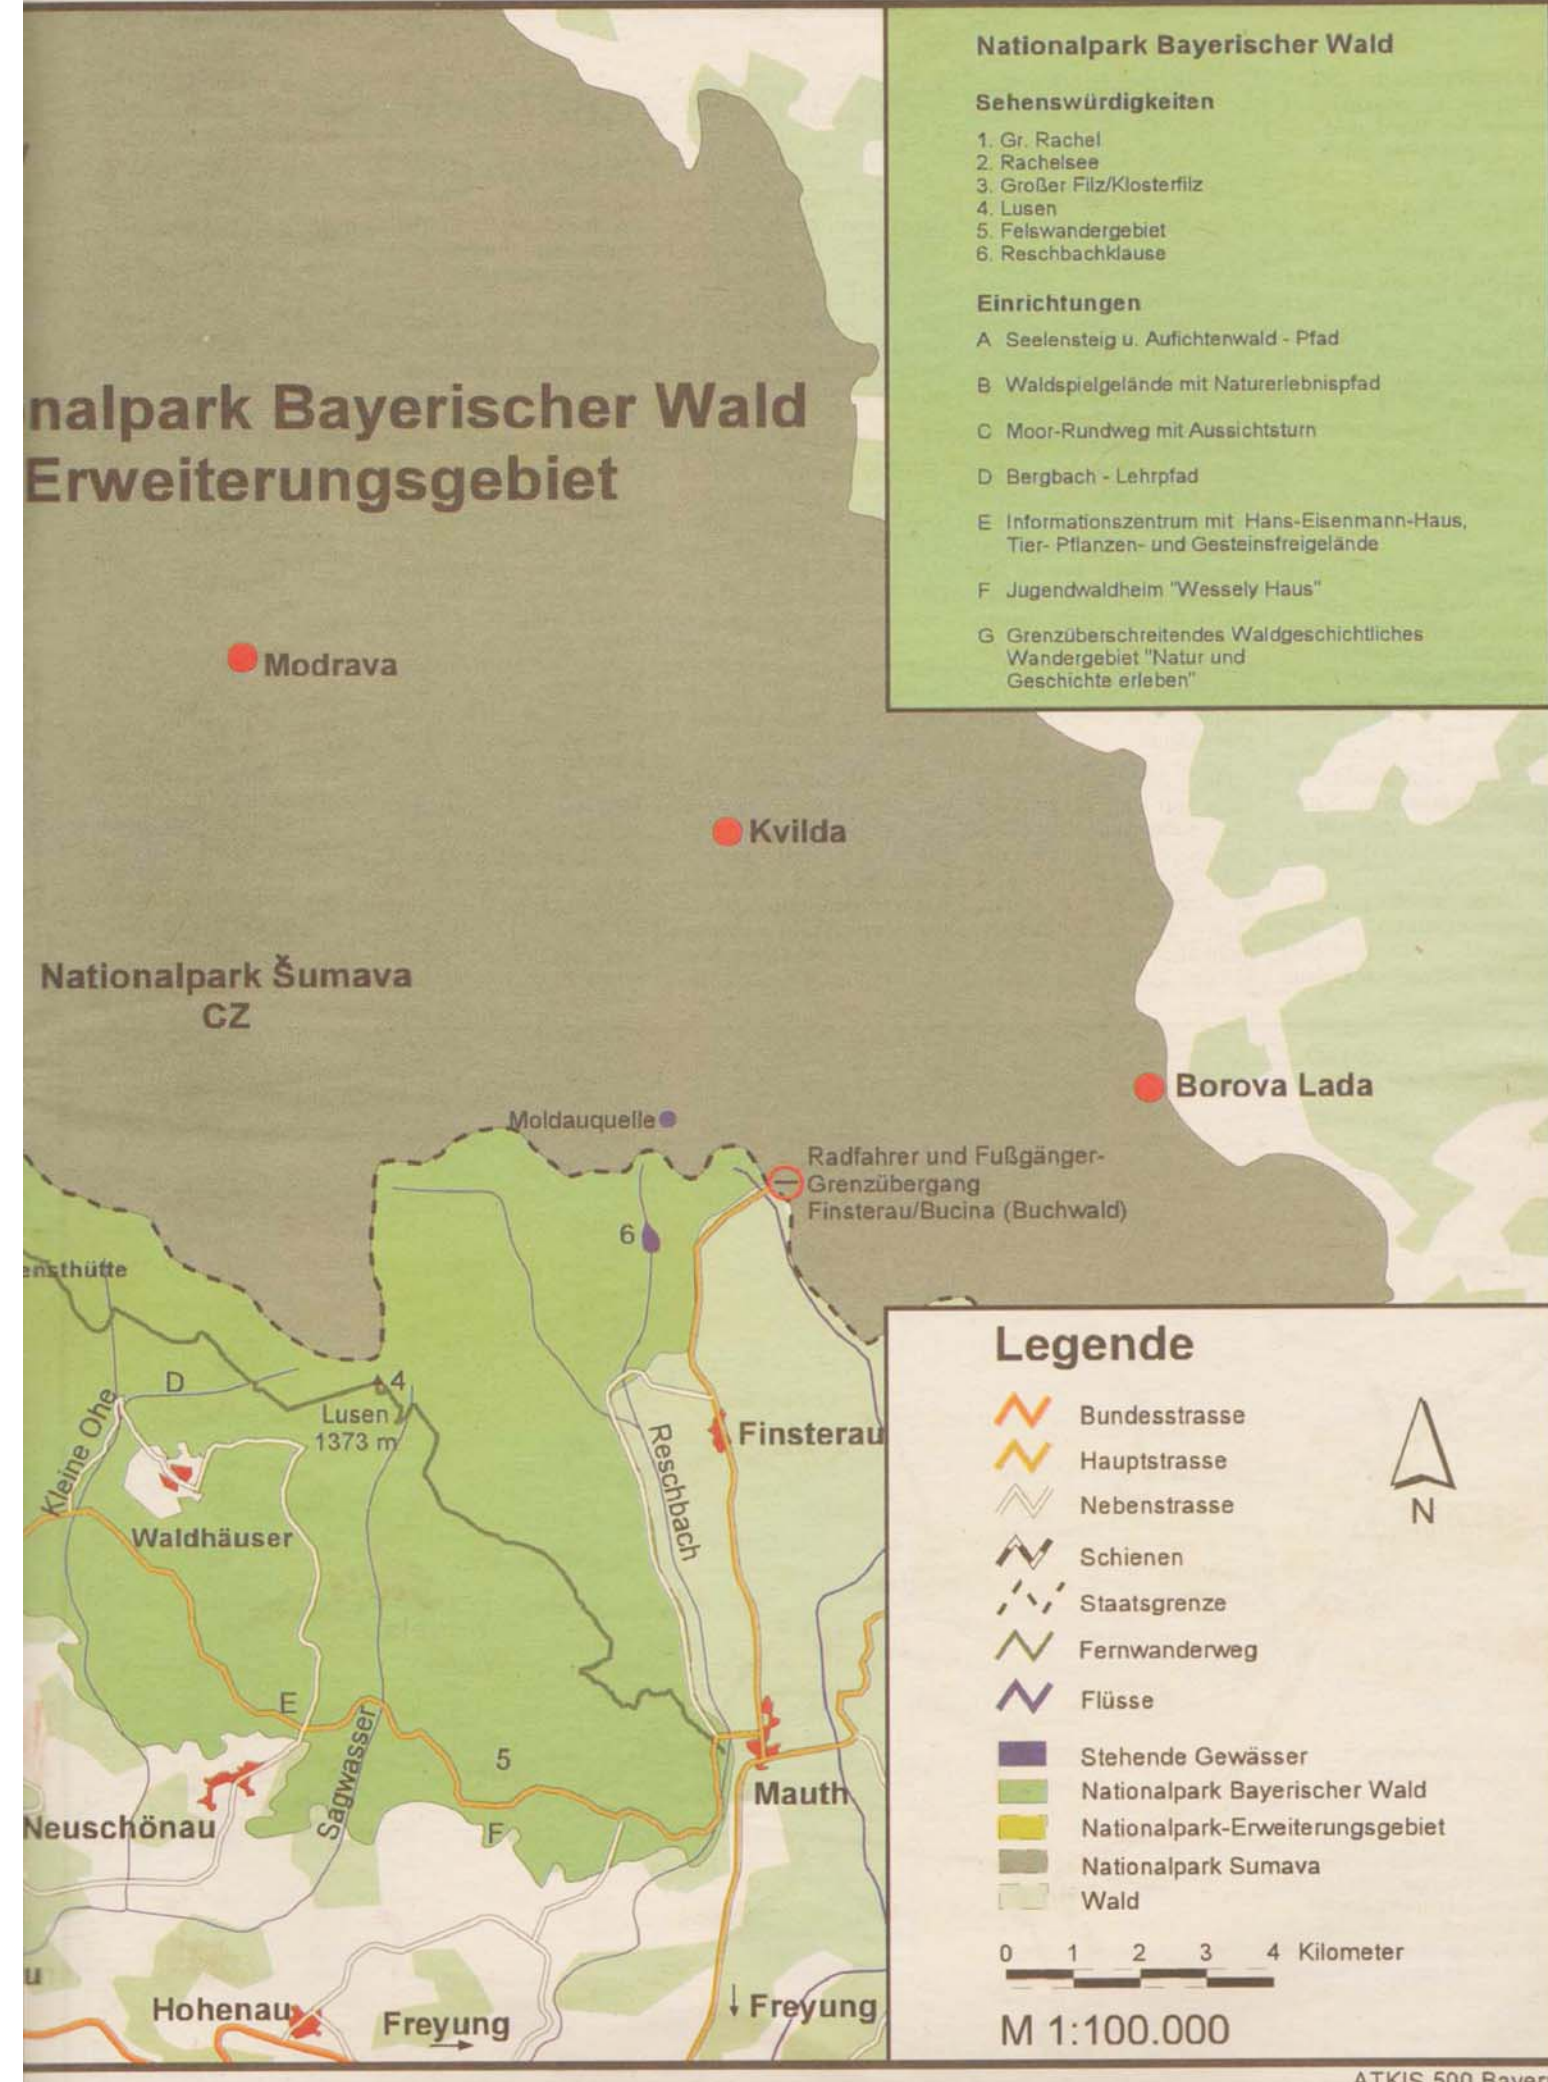 nalpark Bayerischer Wald
Erweiterungsgebiet
Modrava
Kvilda
Nationalpark Šumava
CZ
Borova Lada
Moldauquelle
Radfahrer und Fußgänger-
Grenzübergang
Finsterau/Bucina (Buchwald)
6
ensthütte
D
4
Lusen
1373 m
Kleine Ohe
Reschbach
Finsterau
Waldhäuser
E
Sagwasser
5
Mauth
Neuschönau
F
u
Hohenau
Freyung
Freyung
Nationalpark Bayerischer Wald
Sehenswürdigkeiten
1. Gr. Rachel
2. Rachelsee
3. Großer Filz/Klosterfilz
4. Lusen
5. Felswandergebiet
6. Reschbachklause
Einrichtungen
A Seelensteig u. Aufichtenwald - Pfad
B Waldspielgelände mit Naturerlebnispfad
C Moor-Rundweg mit Aussichtsturn
D Bergbach - Lehrpfad
E Informationszentrum mit Hans-Eisenmann-Haus,
Tier- Pflanzen- und Gesteinsfreigelände
F Jugendwaldheim "Wessely Haus"
G Grenzüberschreitendes Waldgeschichtliches
Wandergebiet "Natur und
Geschichte erleben"
Legende
Bundesstrasse
Hauptstrasse
Nebenstrasse
Schienen
Staatsgrenze
Fernwanderweg
Flüsse
N
Stehende Gewässer
Nationalpark Bayerischer Wald
Nationalpark-Erweiterungsgebiet
Nationalpark Sumava
Wald
0 1 2 3 4 Kilometer
M 1:100.000
ATKIS 500 Bayer